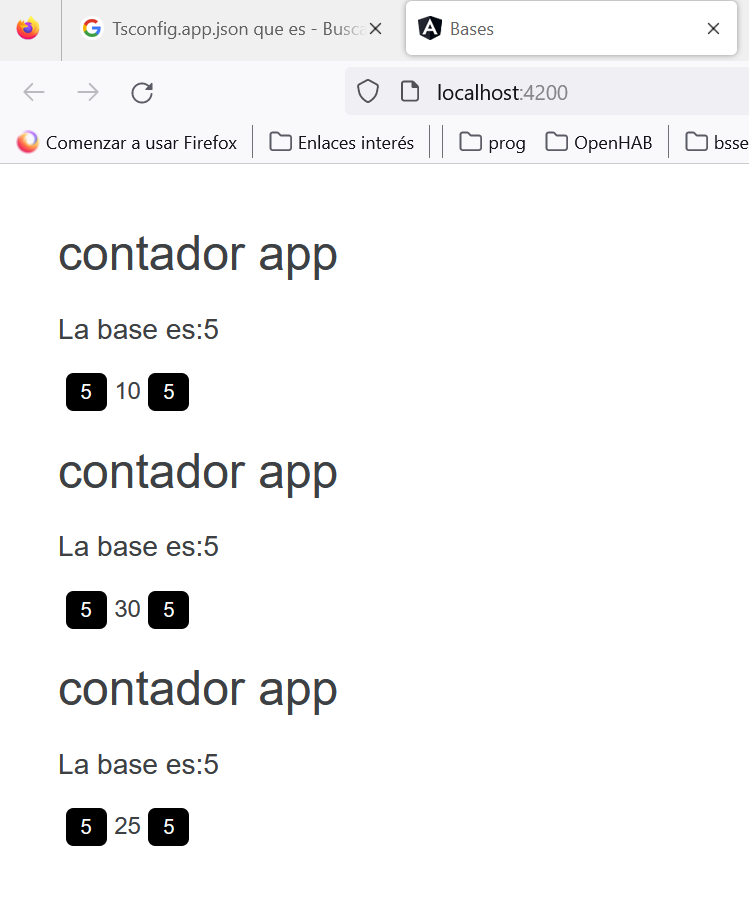 Tsconfig.app.json que es - Busca
Bases
localhost:4200
Comenzar a usar Firefox
Enlaces interés
prog
OpenHAB
bsse
contador app
La base es:5
5 10 5
contador app
La base es:5
5 30 5
contador app
La base es:5
5 25 5